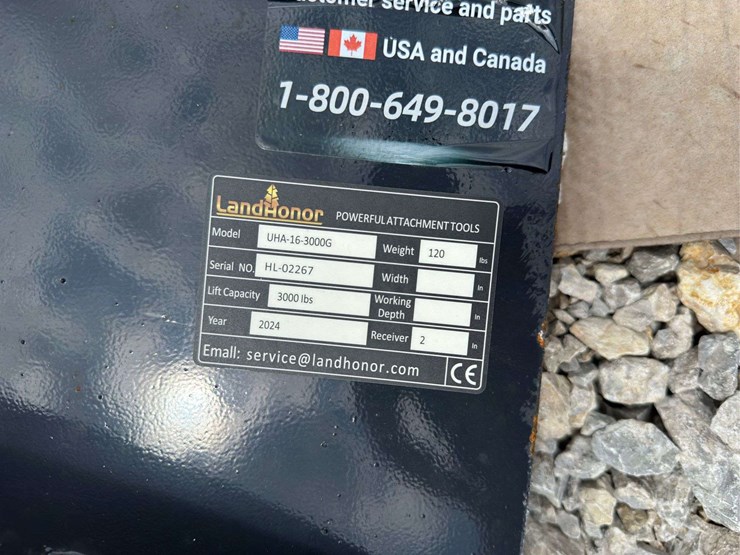 customer service and parts
USA and Canada
1-800-649-8017
LandHonor POWERFUL ATTACHMENT TOOLS
Model UHA-16-3000G Weight 120 lbs
Serial NO. HL-02267 Width In
Lift Capacity 3000 lbs Working Depth In
Year 2024 Receiver 2 In
Email: service@landhonor.com CE